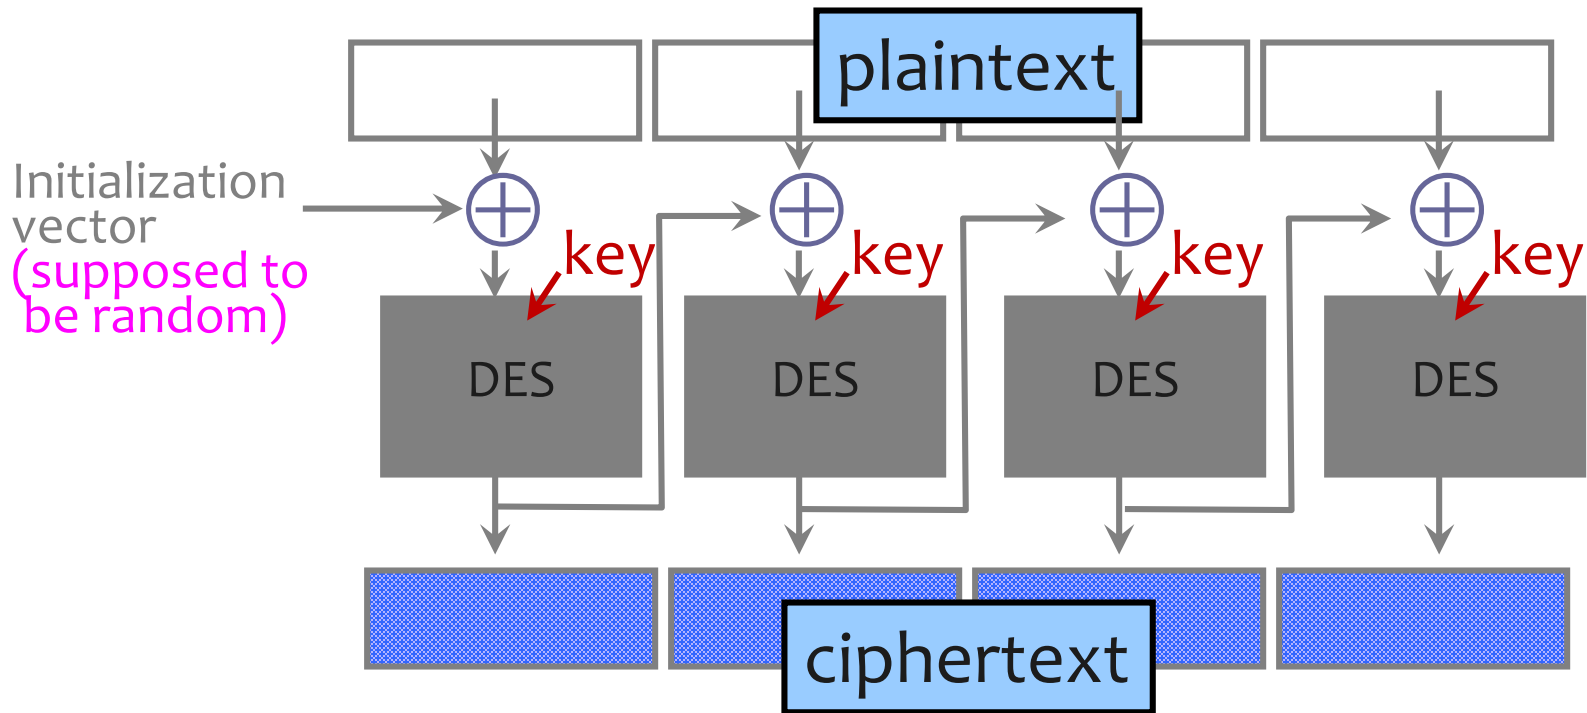 plaintext
Initialization
vector
(supposed to
be random)
key
key
key
key
DES
DES
DES
DES
ciphertext